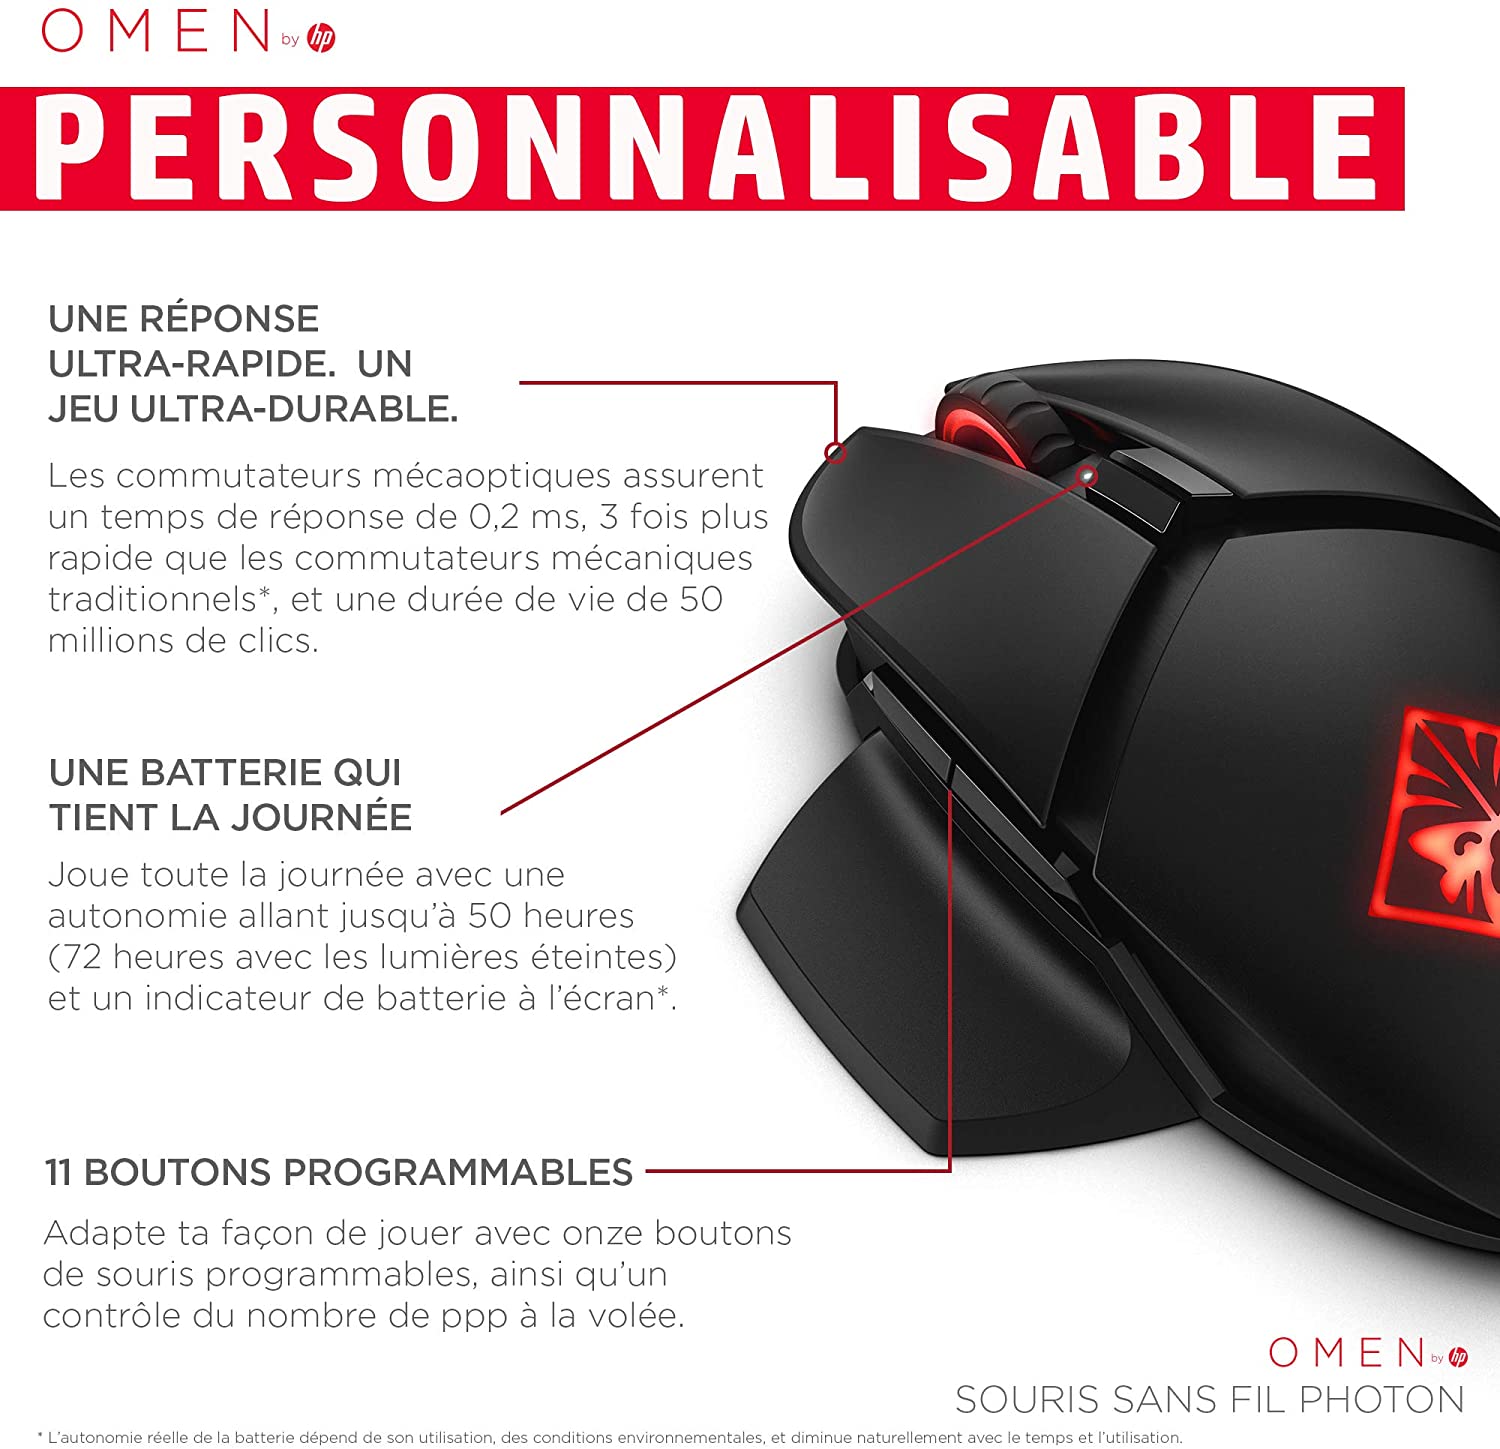 OMEN by hp
PERSONNALISABLE
UNE RÉPONSE
ULTRA-RAPIDE. UN
JEU ULTRA-DURABLE.
Les commutateurs mécaoptiques assurent
un temps de réponse de 0,2 ms, 3 fois plus
rapide que les commutateurs mécaniques
traditionnels*, et une durée de vie de 50
millions de clics.
UNE BATTERIE QUI
TIENT LA JOURNÉE
Joue toute la journée avec une
autonomie allant jusqu'à 50 heures
(72 heures avec les lumières éteintes)
et un indicateur de batterie à l'écran*.
11 BOUTONS PROGRAMMABLES
Adapte ta façon de jouer avec onze boutons
de souris programmables, ainsi qu'un
contrôle du nombre de ppp à la volée.
OMEN by hp
SOURIS SANS FIL PHOTON
* L'autonomie réelle de la batterie dépend de son utilisation, des conditions environnementales, et diminue naturellement avec le temps et l'utilisation.